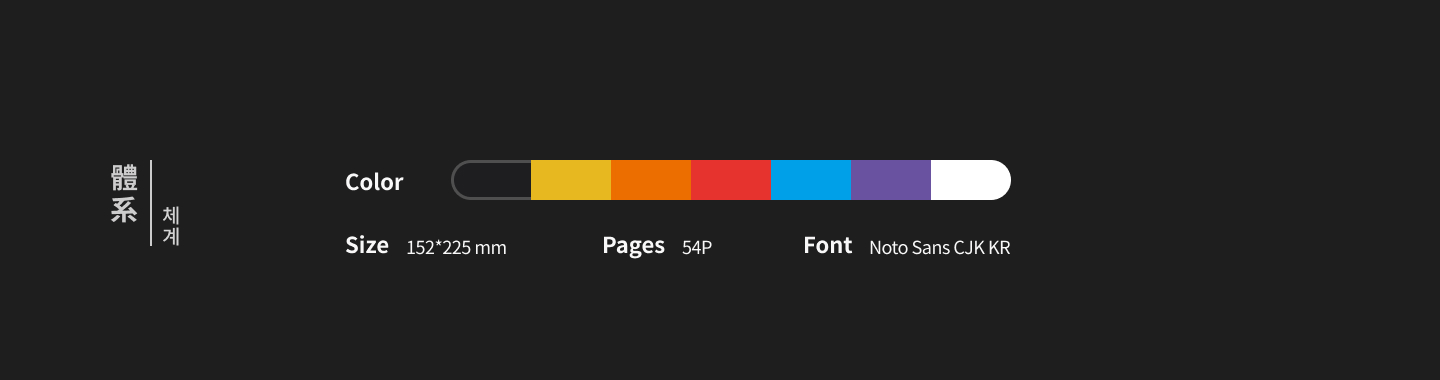 體系
체계
Color
Size 152*225 mm Pages 54P Font Noto Sans CJK KR